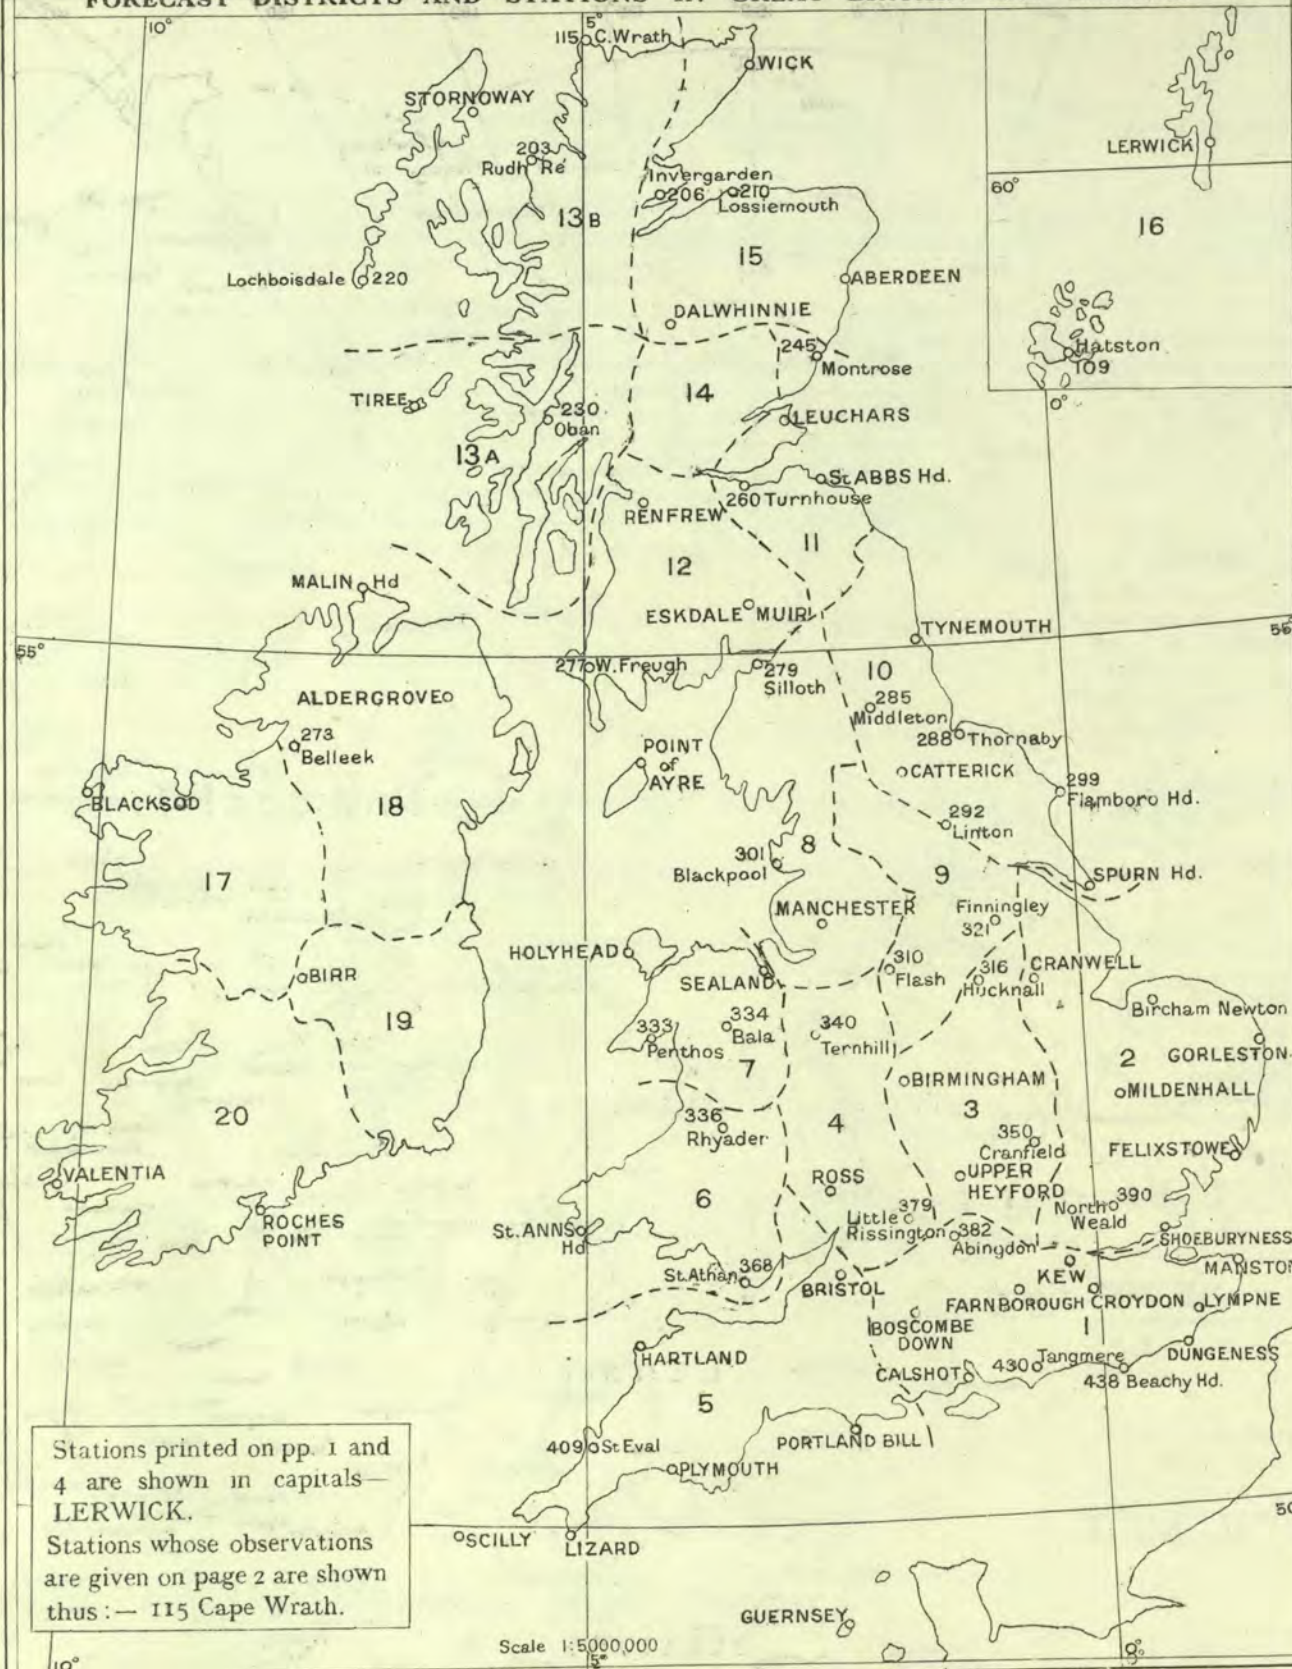 FORECAST DISTRICTS AND STATIONS IN GREAT
10°
5°
115 C. Wrath
WICK
STORNOWAY
203
Rudh Ré
LERWICK
60°
Invergarden
206
210
Lossiemouth
13B
16
15
Lochboisdale 220
ABERDEEN
DALWHINNIE
Hatston
109
245
Montrose
0°
TIREE
14
230
Oban
LEUCHARS
13A
St. ABBS Hd.
260 Turnhouse
RENFREW
11
12
MALIN Hd
ESKDALE MUIR
TYNEMOUTH
55°
55°
277 W. Freugh
279
Silloth
10
ALDERGROVE
285
Middleton
273
Belleek
288 Thornaby
POINT
of
AYRE
CATTERICK
299
Flamboro Hd.
BLACKSOD
18
292
Linton
8
301
Blackpool
17
9
SPURN Hd.
MANCHESTER
Finningley
321
HOLYHEAD
310
Flash
316
Hucknall
CRANWELL
SEALAND
BIRR
Bircham Newton
19
333
Penthos
334
Bala
340
Ternhill
2
GORLESTON
7
BIRMINGHAM
MILDENHALL
3
20
336
Rhyader
4
350
Cranfield
FELIXSTOWE
VALENTIA
ROSS
UPPER
HEYFORD
6
390
North
Weald
ROCHES
POINT
St. ANNS
Hd
Little 379
Rissington
382
Abingdon
SHOEBURYNESS
368
St. Athan
BRISTOL
KEW
MANSTON
FARNBOROUGH CROYDON
LYMPNE
BOSCOMBE
DOWN
1
HARTLAND
CALSHOT
430 Tangmere
DUNGENESS
438 Beachy Hd.
5
409 St Eval
PORTLAND BILL
PLYMOUTH
Stations printed on pp. 1 and
4 are shown in capitals—
LERWICK.
Stations whose observations
are given on page 2 are shown
thus:— 115 Cape Wrath.
50
SCILLY
LIZARD
GUERNSEY
Scale 1:5000,000
10°
5°
0°